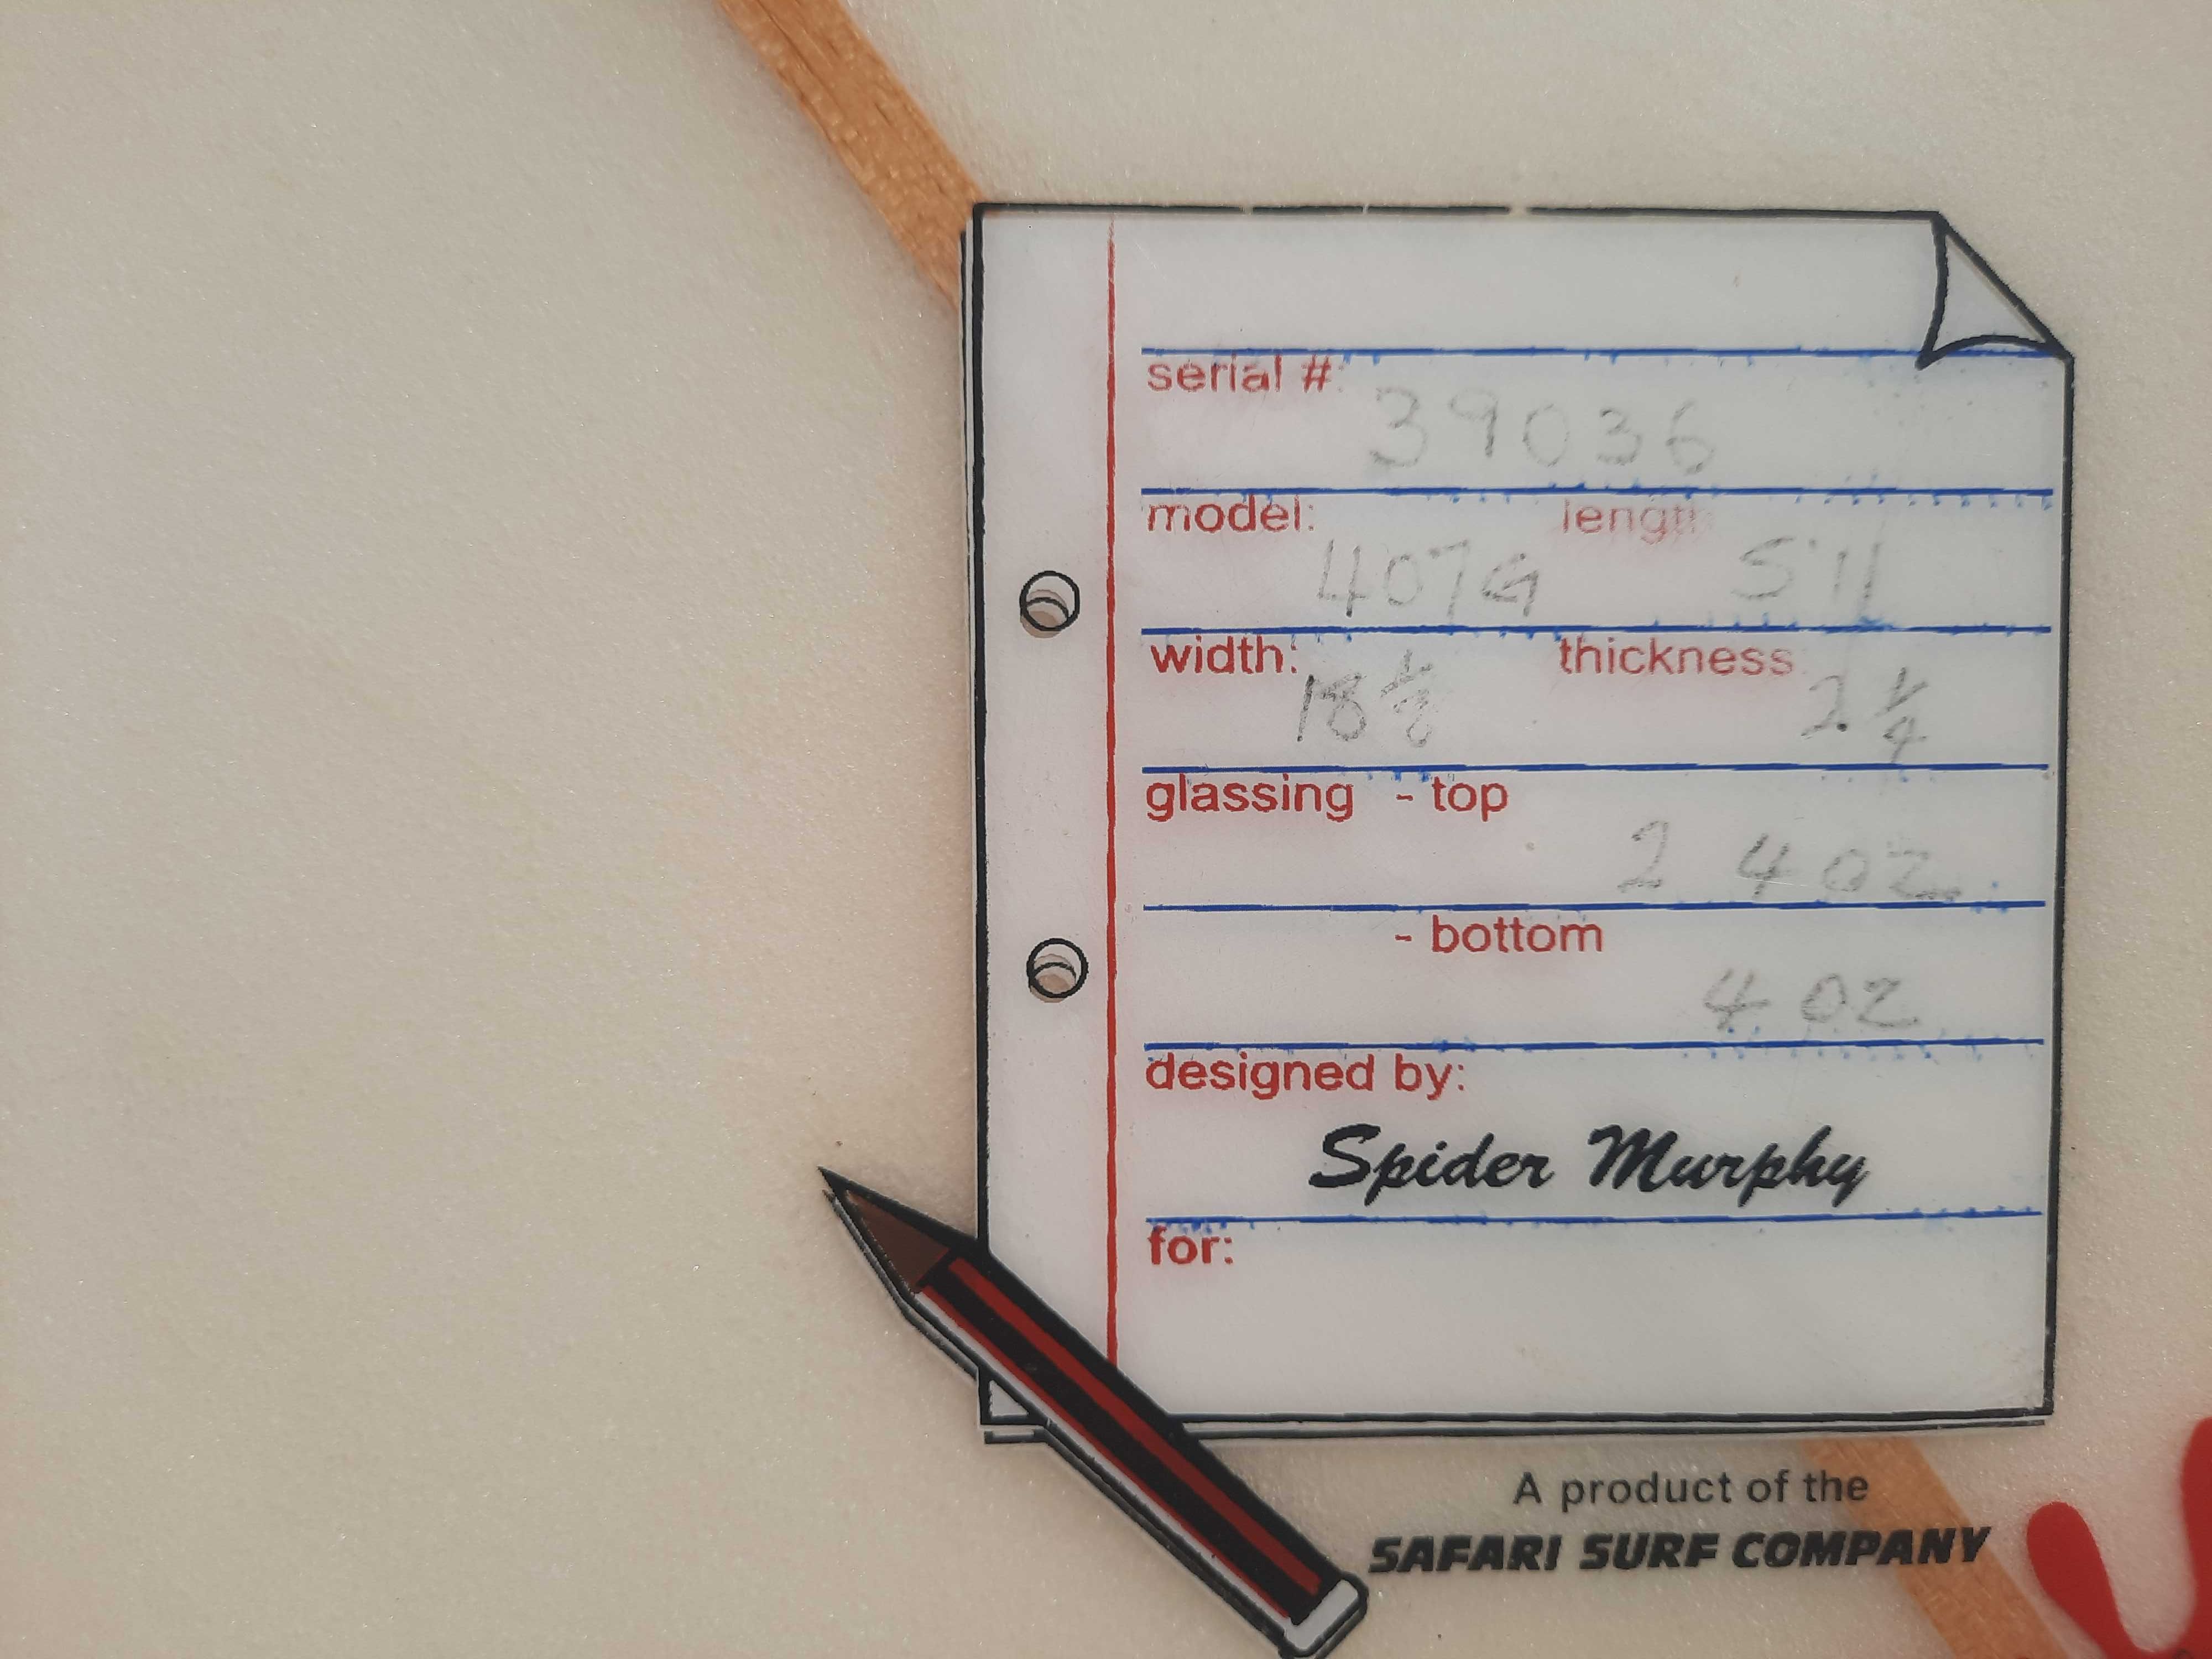 serial #:
39036
model: length
407G 5'11
width: thickness
18 1/8 2 1/4
glassing - top
2 4oz
- bottom
4 oz
designed by:
Spider Murphy
for:
A product of the
SAFARI SURF COMPANY